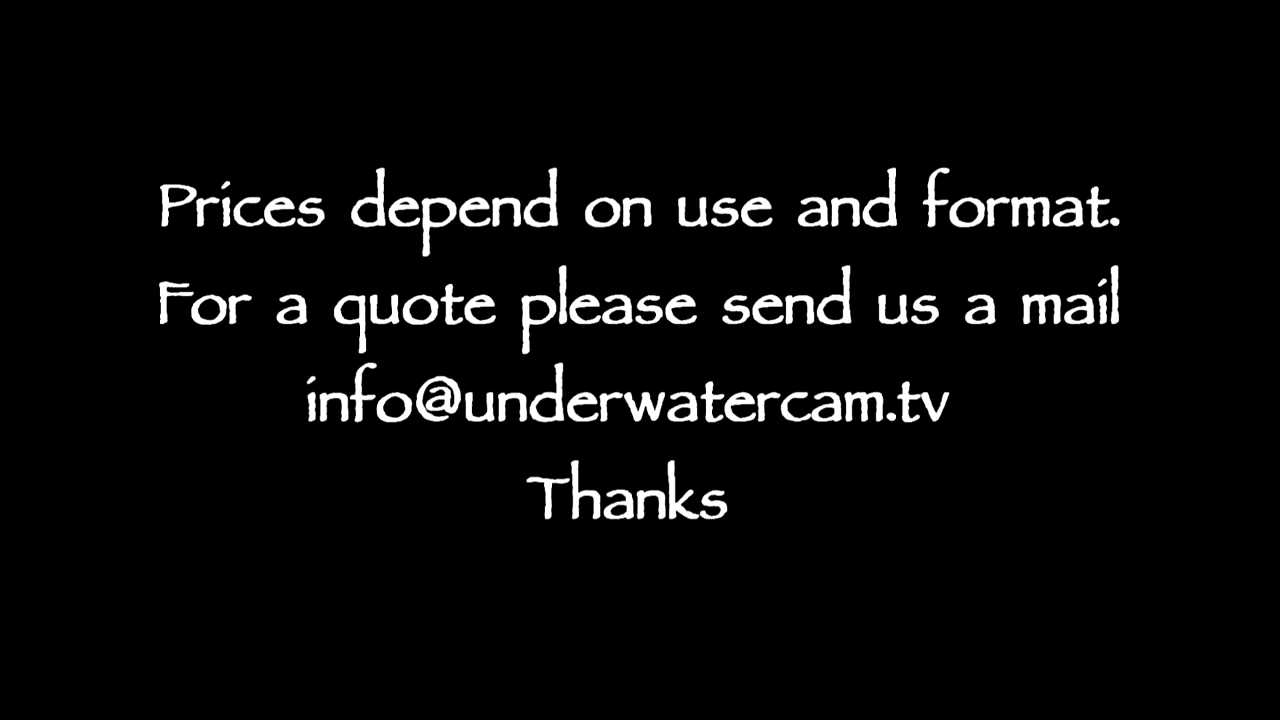 Prices depend on use and format.
For a quote please send us a mail
info@underwatercam.tv
Thanks